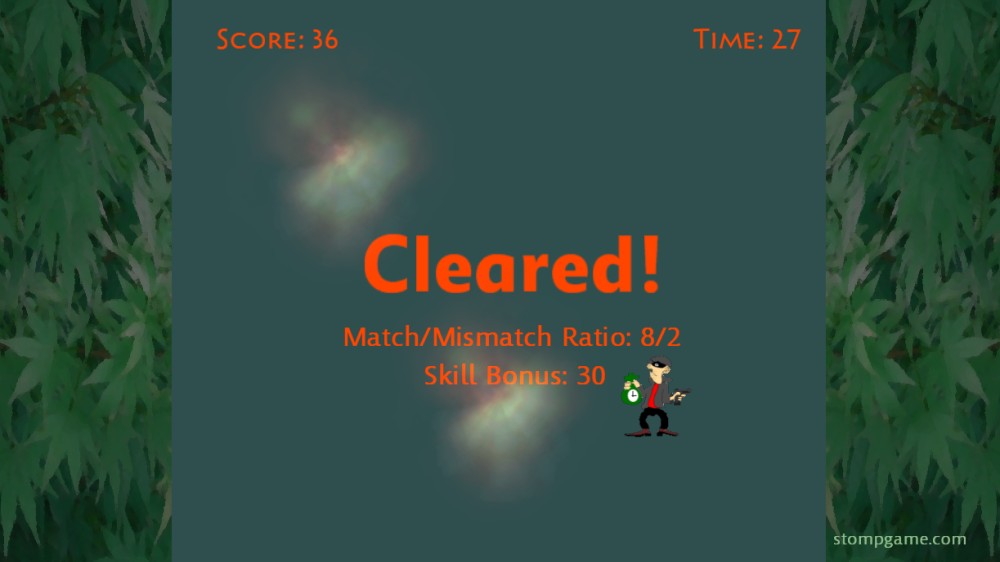 Score: 36
Time: 27
Cleared!
Match/Mismatch Ratio: 8/2
Skill Bonus: 30
stompgame.com